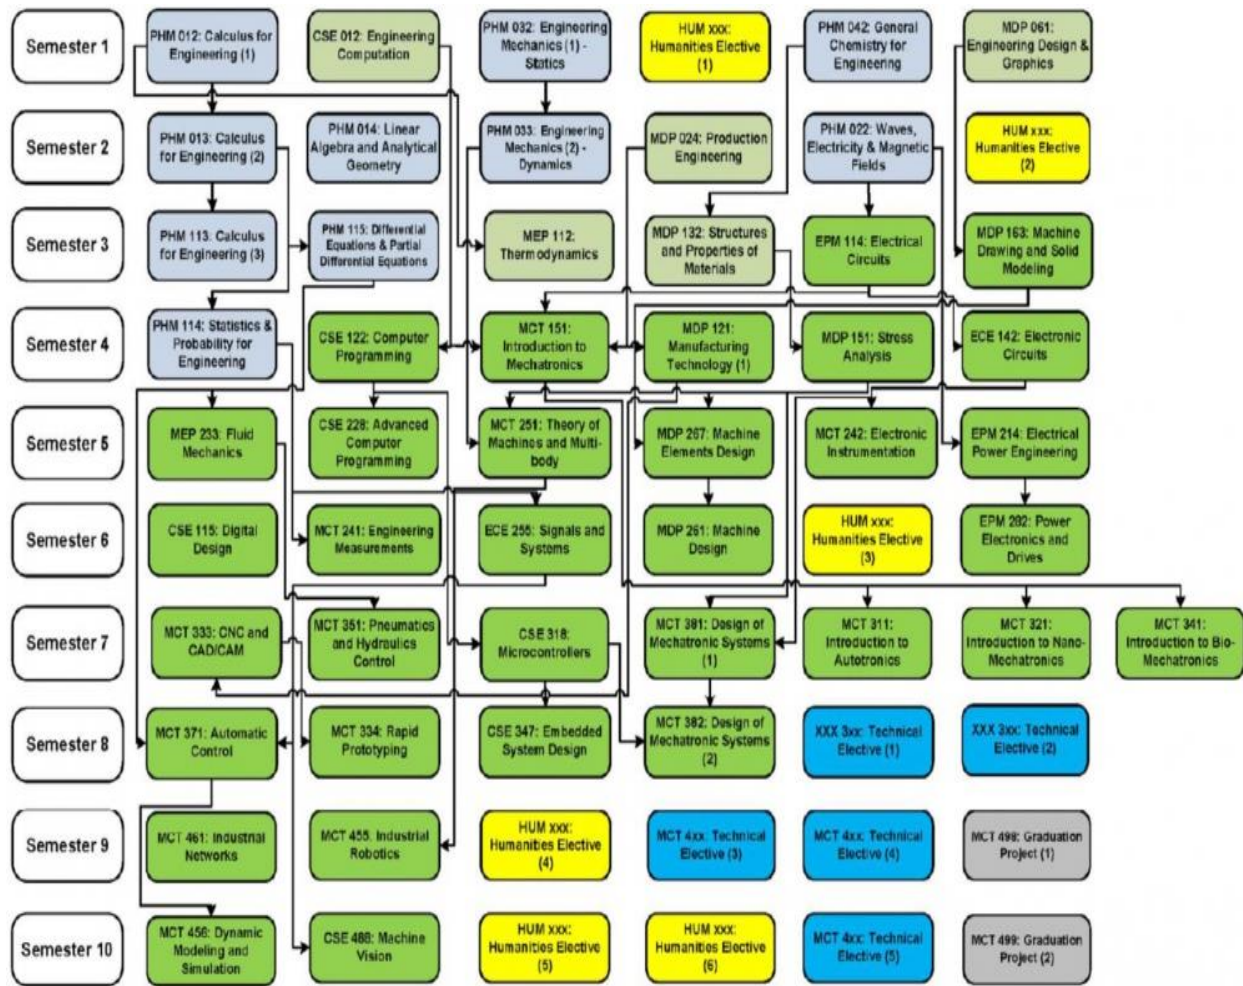 Semester 1
PHM 012: Calculus for
Engineering (1)
CSE 012: Engineering
Computation
PHM 032: Engineering
Mechanics (1) -
Statics
HUM xxx:
Humanities Elective
(1)
PHM 042: General
Chemistry for
Engineering
MDP 061:
Engineering Design &
Graphics
Semester 2
PHM 013: Calculus
for Engineering (2)
PHM 014: Linear
Algebra and Analytical
Geometry
PHM 033: Engineering
Mechanics (2) -
Dynamics
MDP 024: Production
Engineering
PHM 022: Waves,
Electricity & Magnetic
Fields
HUM xxx:
Humanities Elective
(2)
Semester 3
PHM 113: Calculus
for Engineering (3)
PHM 115: Differential
Equations & Partial
Differential Equations
MEP 112:
Thermodynamics
MDP 132: Structures
and Properties of
Materials
EPM 114: Electrical
Circuits
MDP 163: Machine
Drawing and Solid
Modeling
Semester 4
PHM 114: Statistics &
Probability for
Engineering
CSE 122: Computer
Programming
MCT 151:
Introduction to
Mechatronics
MDP 121:
Manufacturing
Technology (1)
MDP 151: Stress
Analysis
ECE 142: Electronic
Circuits
Semester 5
MEP 233: Fluid
Mechanics
CSE 228: Advanced
Computer
Programming
MCT 251: Theory of
Machines and Multi-
body
MDP 267: Machine
Elements Design
MCT 242: Electronic
Instrumentation
EPM 214: Electrical
Power Engineering
Semester 6
CSE 115: Digital
Design
MCT 241: Engineering
Measurements
ECE 255: Signals and
Systems
MDP 261: Machine
Design
HUM xxx:
Humanities Elective
(3)
EPM 282: Power
Electronics and
Drives
Semester 7
MCT 333: CNC and
CAD/CAM
MCT 351: Pneumatics
and Hydraulics
Control
CSE 318:
Microcontrollers
MCT 381: Design of
Mechatronic Systems
(1)
MCT 311:
Introduction to
Autotronics
MCT 321:
Introduction to Nano-
Mechatronics
MCT 341:
Introduction to Bio-
Mechatronics
Semester 8
MCT 371: Automatic
Control
MCT 334: Rapid
Prototyping
CSE 347: Embedded
System Design
MCT 382: Design of
Mechatronic Systems
(2)
XXX 3xx: Technical
Elective (1)
XXX 3xx: Technical
Elective (2)
Semester 9
MCT 461: Industrial
Networks
MCT 455: Industrial
Robotics
HUM xxx:
Humanities Elective
(4)
MCT 4xx: Technical
Elective (3)
MCT 4xx: Technical
Elective (4)
MCT 498: Graduation
Project (1)
Semester 10
MCT 456: Dynamic
Modeling and
Simulation
CSE 488: Machine
Vision
HUM xxx:
Humanities Elective
(5)
HUM xxx:
Humanities Elective
(6)
MCT 4xx: Technical
Elective (5)
MCT 499: Graduation
Project (2)